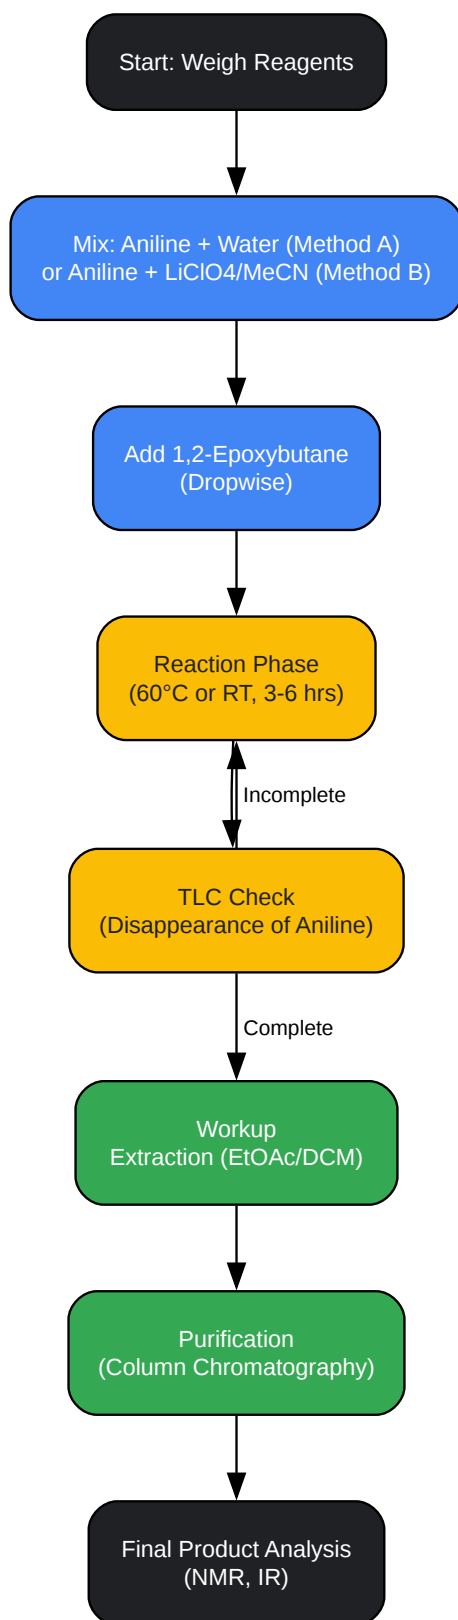 Start: Weigh Reagents
Mix: Aniline + Water (Method A)
or Aniline + LiClO4/MeCN (Method B)
Add 1,2-Epoxybutane
(Dropwise)
Reaction Phase
(60°C or RT, 3-6 hrs)
Incomplete
TLC Check
(Disappearance of Aniline)
Complete
Workup
Extraction (EtOAc/DCM)
Purification
(Column Chromatography)
Final Product Analysis
(NMR, IR)